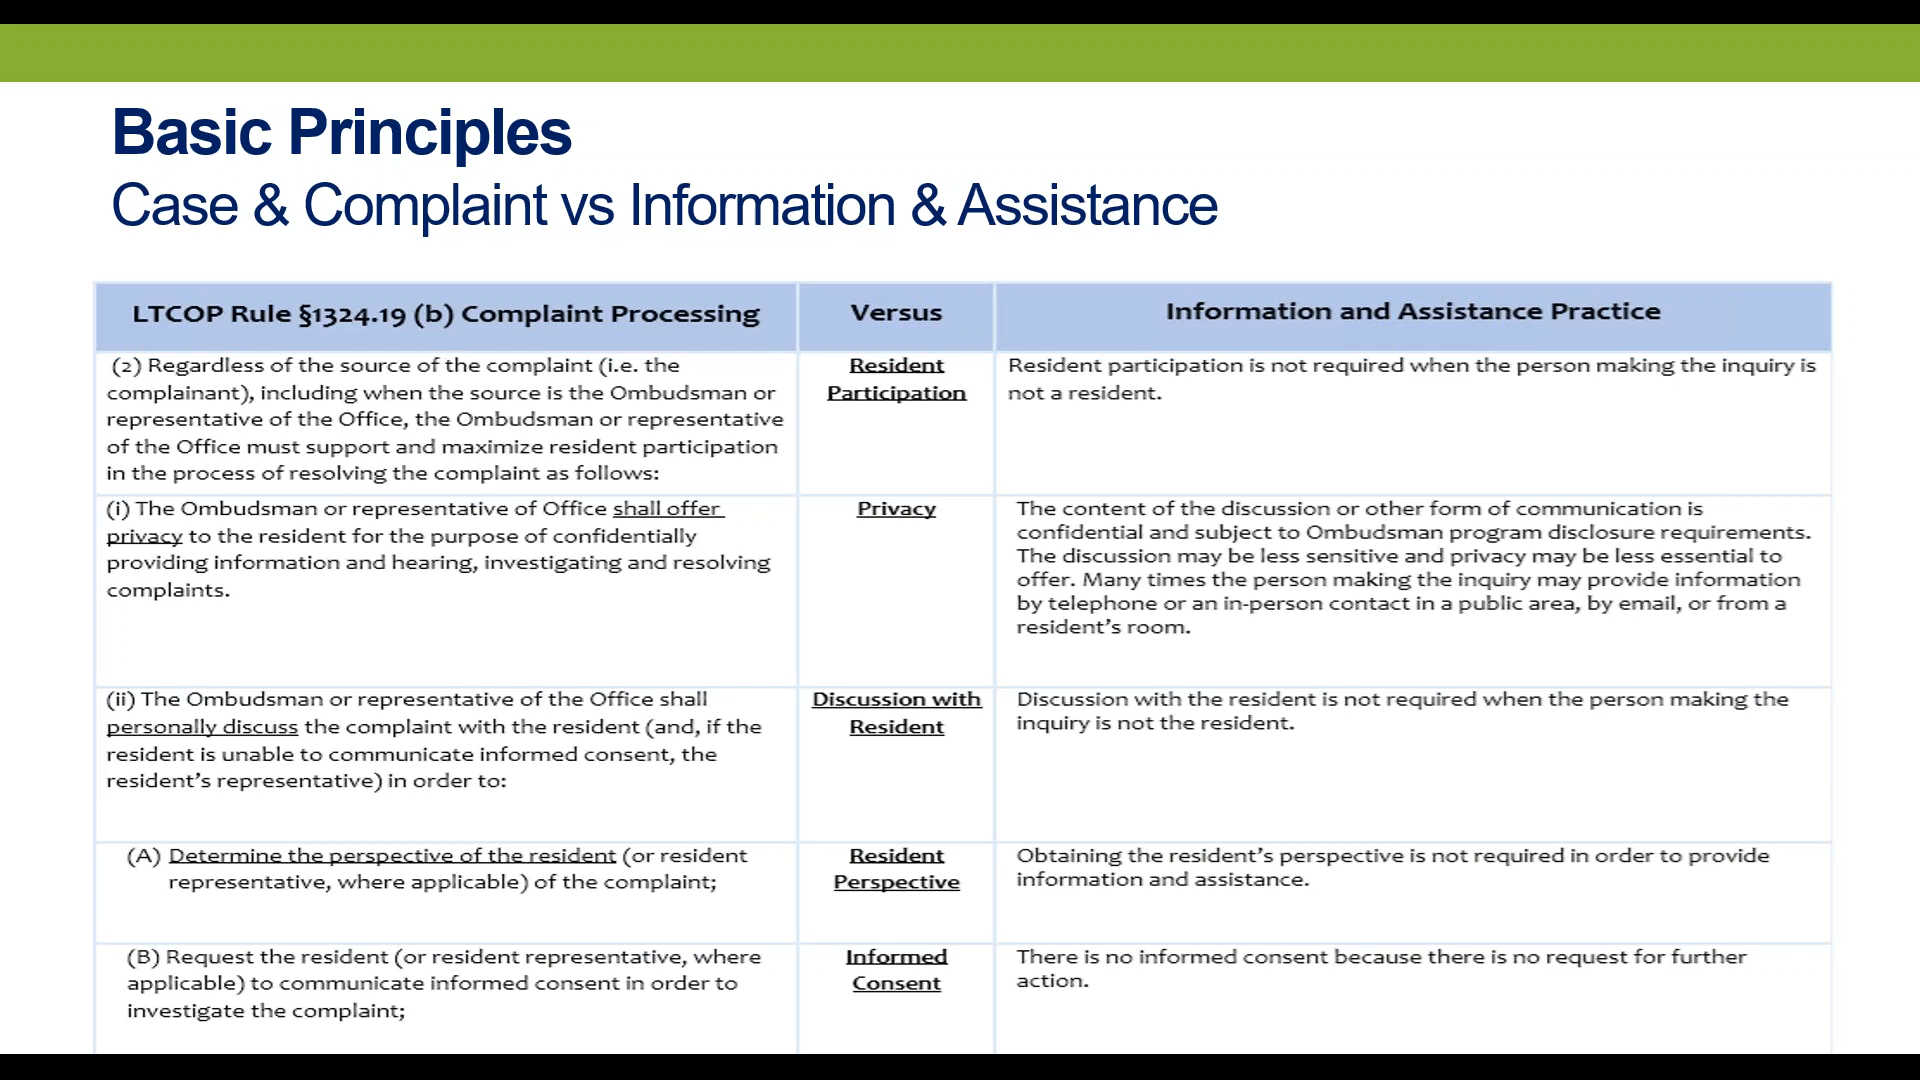 Basic Principles
Case & Complaint vs Information & Assistance
LTCOP Rule §1324.19 (b) Complaint Processing
Versus
Information and Assistance Practice
(2) Regardless of the source of the complaint (i.e. the
complainant), including when the source is the Ombudsman or
representative of the Office, the Ombudsman or representative
of the Office must support and maximize resident participation
in the process of resolving the complaint as follows:
Resident
Participation
Resident participation is not required when the person making the inquiry is
not a resident.
(i) The Ombudsman or representative of Office shall offer
privacy to the resident for the purpose of confidentially
providing information and hearing, investigating and resolving
complaints.
Privacy
The content of the discussion or other form of communication is
confidential and subject to Ombudsman program disclosure requirements.
The discussion may be less sensitive and privacy may be less essential to
offer. Many times the person making the inquiry may provide information
by telephone or an in-person contact in a public area, by email, or from a
resident's room.
(ii) The Ombudsman or representative of the Office shall
personally discuss the complaint with the resident (and, if the
resident is unable to communicate informed consent, the
resident's representative) in order to:
Discussion with
Resident
Discussion with the resident is not required when the person making the
inquiry is not the resident.
(A) Determine the perspective of the resident (or resident
representative, where applicable) of the complaint;
Resident
Perspective
Obtaining the resident's perspective is not required in order to provide
information and assistance.
(B) Request the resident (or resident representative, where
applicable) to communicate informed consent in order to
investigate the complaint;
Informed
Consent
There is no informed consent because there is no request for further
action.